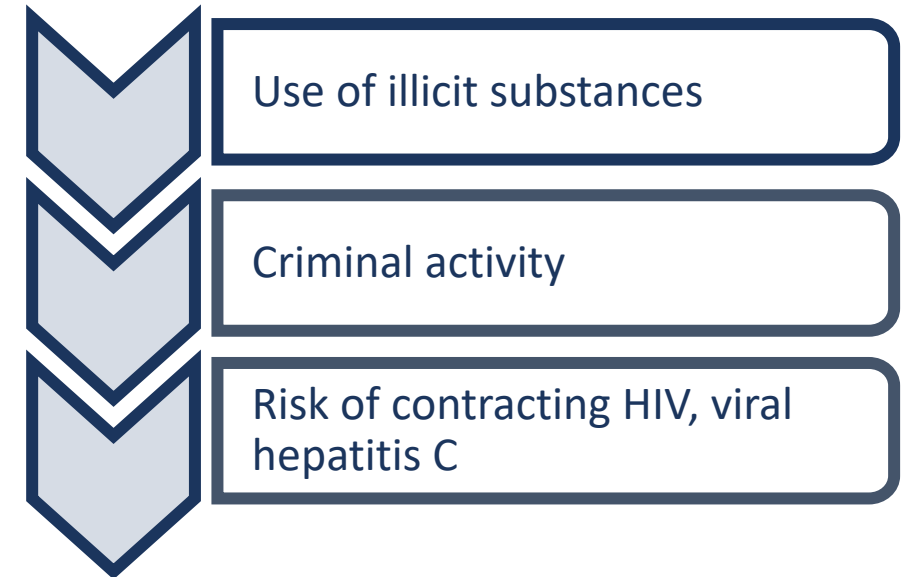 Use of illicit substances
Criminal activity
Risk of contracting HIV, viral
hepatitis C